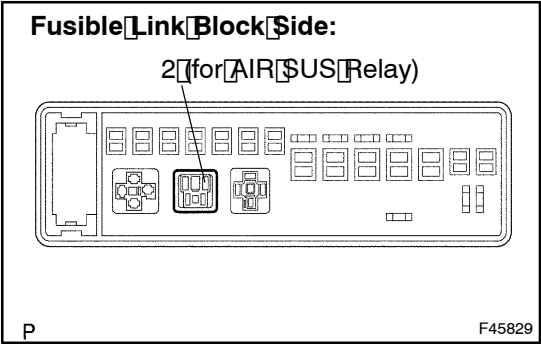 Fusible Link Block Side:
2 (for AIR SUS Relay)
P
F45829